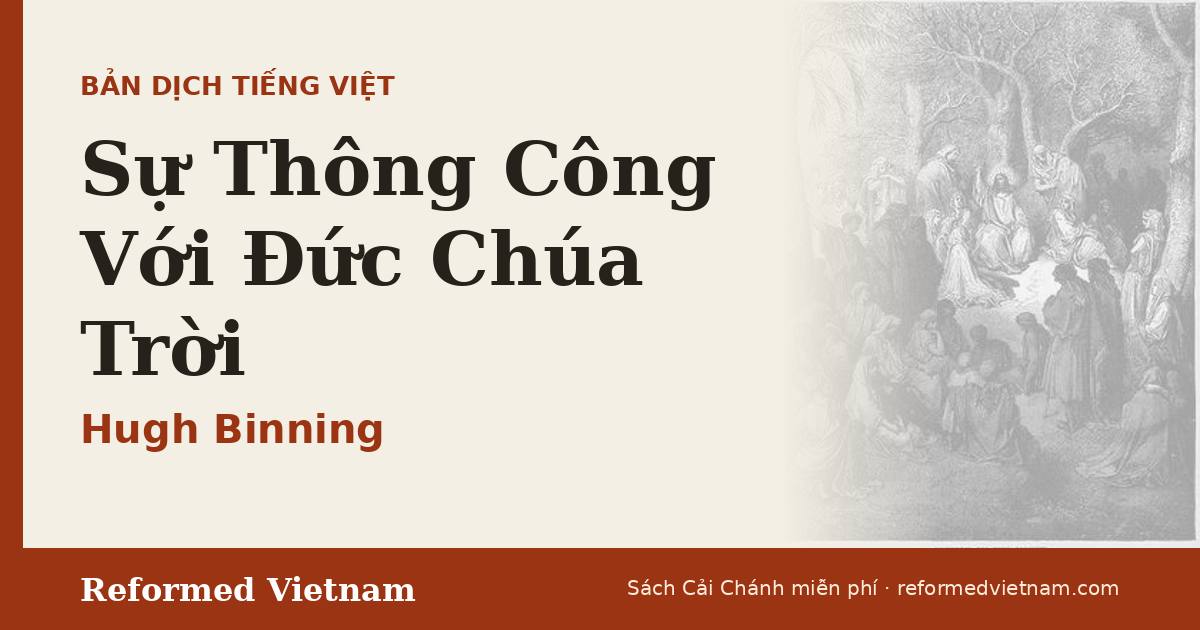 BẢN DỊCH TIẾNG VIỆT
Sự Thông Công
Với Đức Chúa
Trời
Hugh Binning
Reformed Vietnam
Sách Cải Chánh miễn phí · reformedvietnam.com